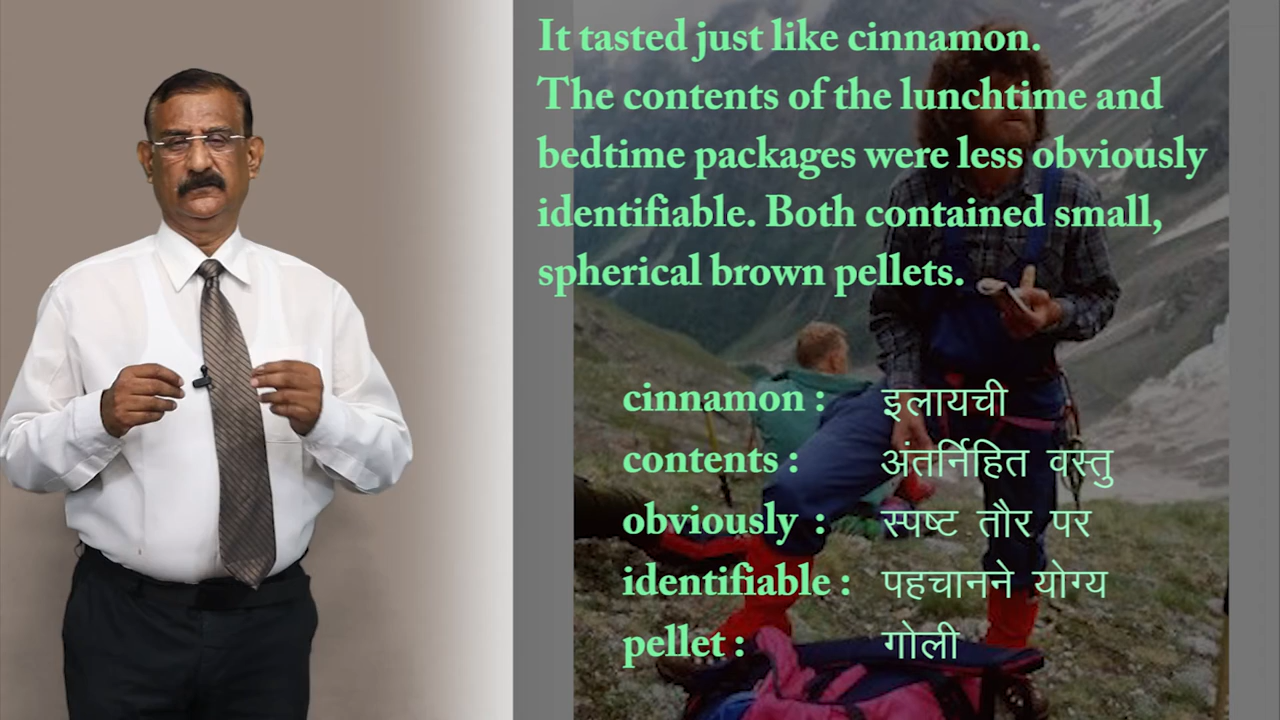 It tasted just like cinnamon.
The contents of the lunchtime and
bedtime packages were less obviously
identifiable. Both contained small,
spherical brown pellets.
cinnamon : इलायची
contents : अंतर्निहित वस्तु
obviously : स्पष्ट तौर पर
identifiable : पहचानने योग्य
pellet : गोली